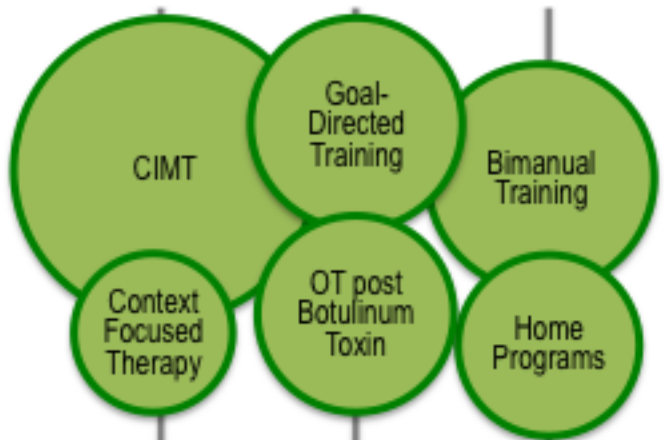 CIMT
Goal-
Directed
Training
Bimanual
Training
Context
Focused
Therapy
OT post
Botulinum
Toxin
Home
Programs